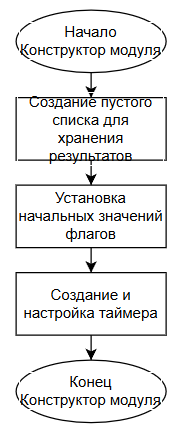 Начало
Конструктор модуля
Создание пустого
списка для
хранения
результатов
Установка
начальных значений
флагов
Создание и
настройка таймера
Конец
Конструктор модуля